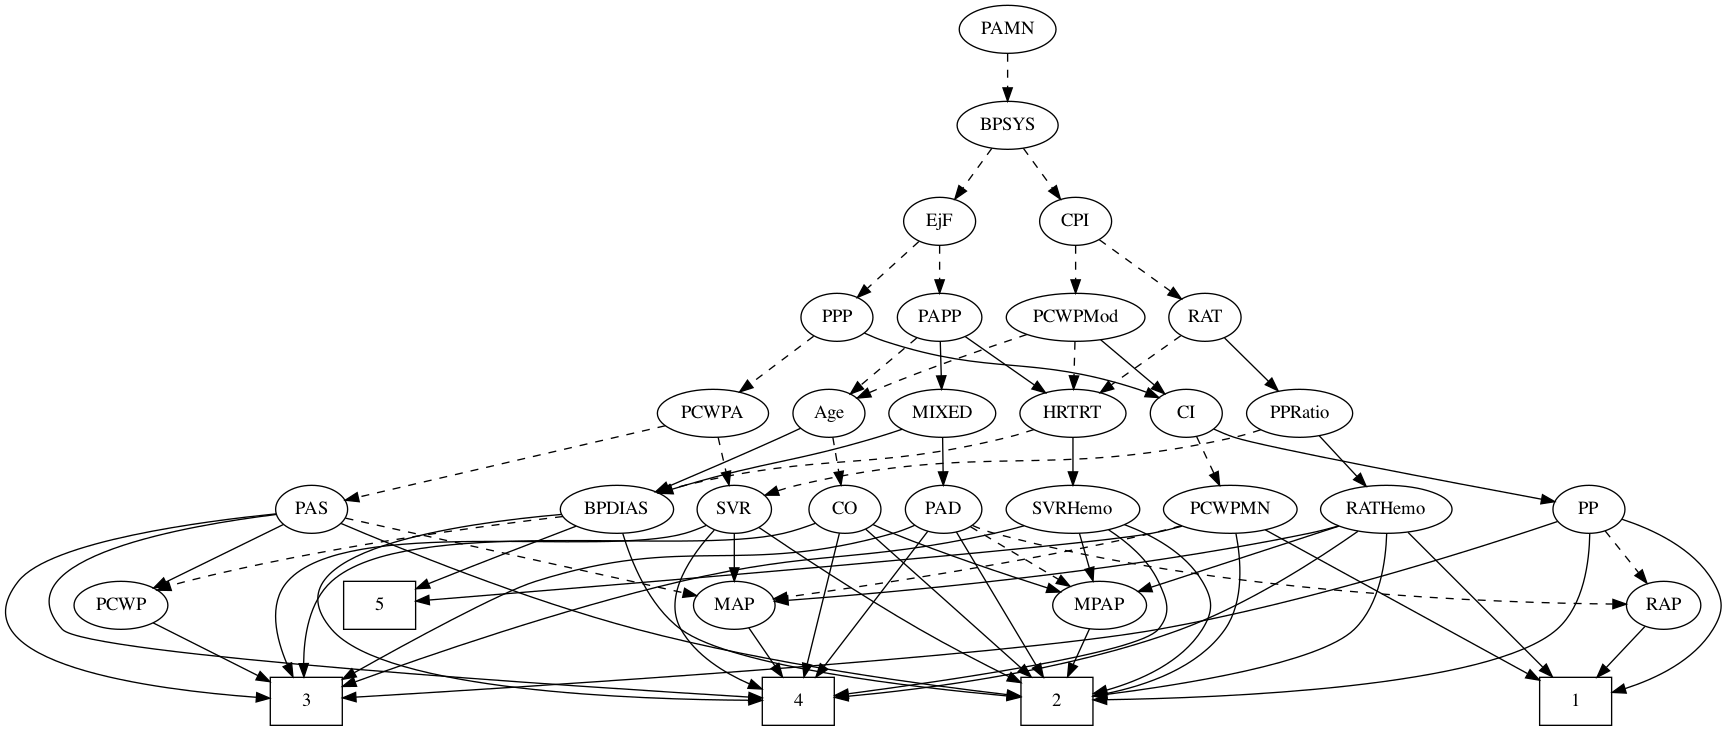 PAMN
BPSYS
EjF CPI
PPP PAPP PCWPMod RAT
PCWPA Age MIXED HRTRT CI PPRatio
PAS BPDIAS SVR CO PAD SVRHemo PCWPMN RATHemo PP
PCWP 5 MAP MPAP RAP
3 4 2 1